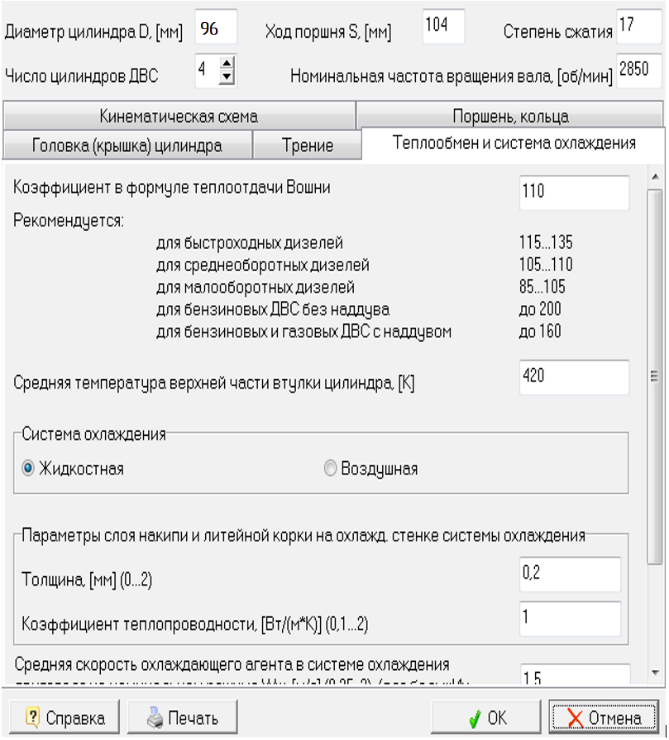 Диаметр цилиндра D, [мм] 96 Ход поршня S, [мм] 104 Степень сжатия 17
Число цилиндров ДВС 4 Номинальная частота вращения вала, [об/мин] 2850
Кинематическая схема Поршень, кольца
Головка (крышка) цилиндра Трение Теплообмен и система охлаждения
Коэффициент в формуле теплоотдачи Вошни 110
Рекомендуется:
для быстроходных дизелей 115...135
для среднеоборотных дизелей 105...110
для малооборотных дизелей 85...105
для бензиновых ДВС без наддува до 200
для бензиновых и газовых ДВС с наддувом до 160
Средняя температура верхней части втулки цилиндра, [К] 420
Система охлаждения
Жидкостная Воздушная
Параметры слоя накипи и литейной корки на охлажд. стенке системы охлаждения
Толщина, [мм] (0...2) 0,2
Коэффициент теплопроводности, [Вт/(м*К)] (0,1...2) 1
Средняя скорость охлаждающего агента в системе охлаждения
1,5
Справка Печать ОК Отмена